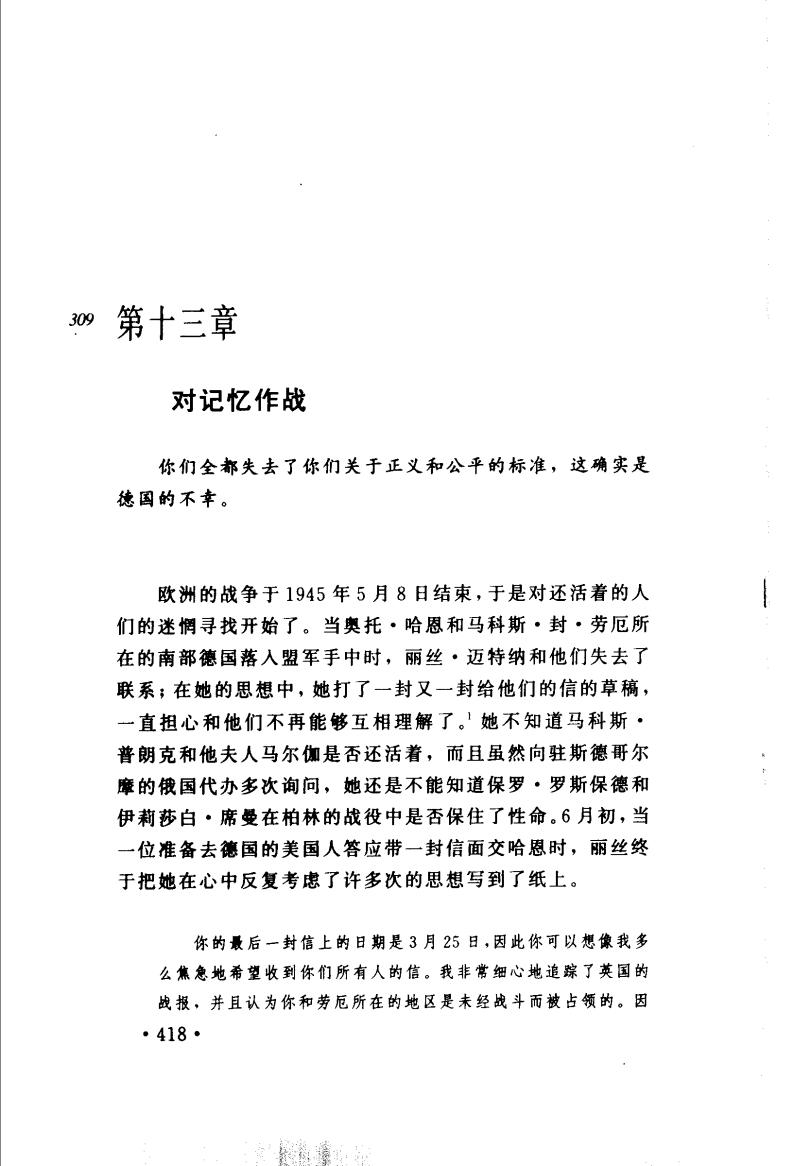 309 第十三章
对记忆作战
你们全都失去了你们关于正义和公平的标准，这确实是
德国的不幸。
欧洲的战争于1945年5月8日结束，于是对还活着的人
们的迷惘寻找开始了。当奥托·哈恩和马科斯·封·劳厄所
在的南部德国落入盟军手中时，丽丝·迈特纳和他们失去了
联系；在她的思想中，她打了一封又一封给他们的信的草稿，
一直担心和他们不再能够互相理解了。¹她不知道马科斯·
普朗克和他夫人马尔伽是否还活着，而且虽然向驻斯德哥尔
摩的俄国代办多次询问，她还是不能知道保罗·罗斯保德和
伊莉莎白·席曼在柏林的战役中是否保住了性命。6月初，当
一位准备去德国的美国人答应带一封信面交哈恩时，丽丝终
于把她在心中反复考虑了许多次的思想写到了纸上。
你的最后一封信上的日期是3月25日，因此你可以想像我多
么焦急地希望收到你们所有人的信。我非常细心地追踪了英国的
战报，并且认为你和劳厄所在的地区是未经战斗而被占领的。因
·418·